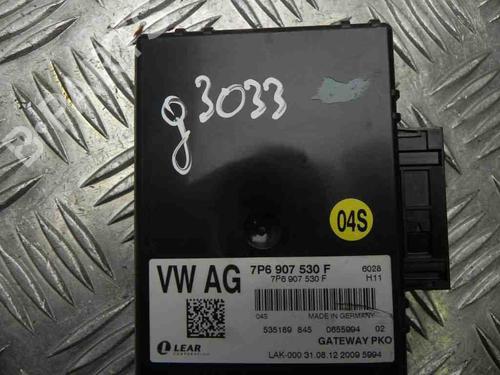 g3033
04S
VW AG
7P6 907 530 F
7P6 907 530 F
6028
H11
04S
MADE IN GERMANY
535169 845 0655994 02
GATEWAY PKO
LEAR
CORPORATION
LAK-000 31.08.12 2009 5994